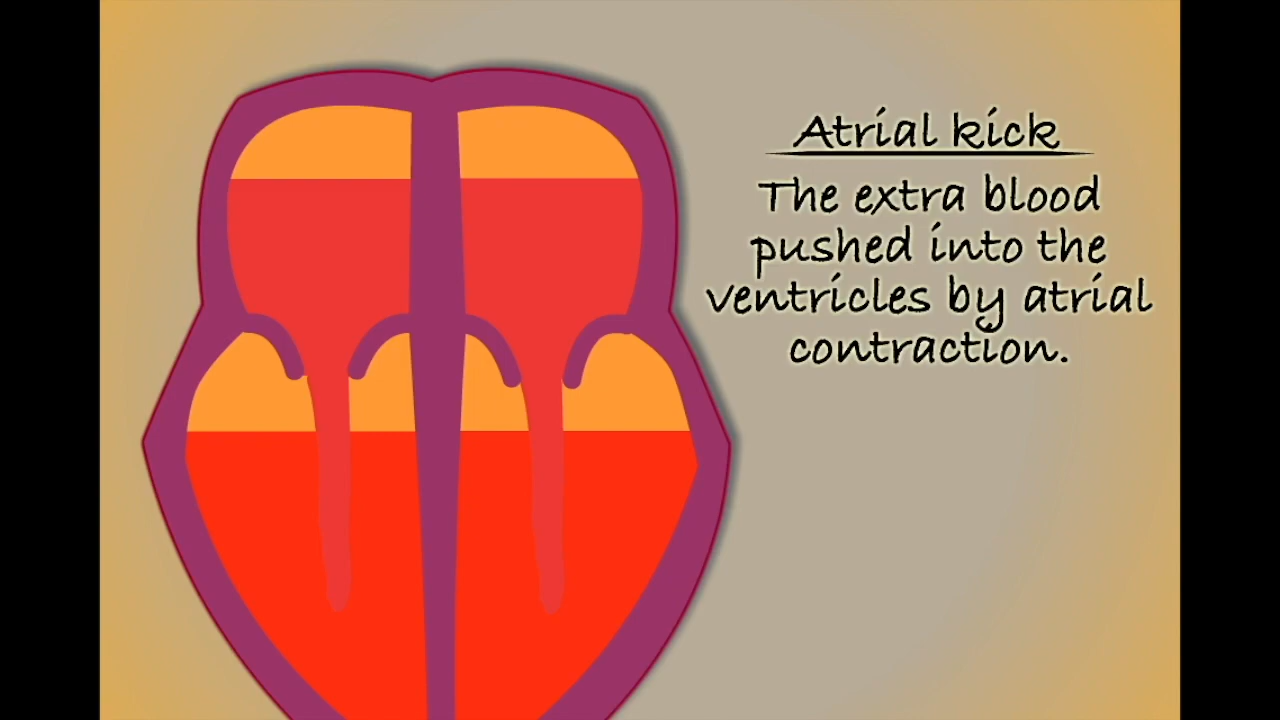 Atrial kick
The extra blood
pushed into the
ventricles by atrial
contraction.